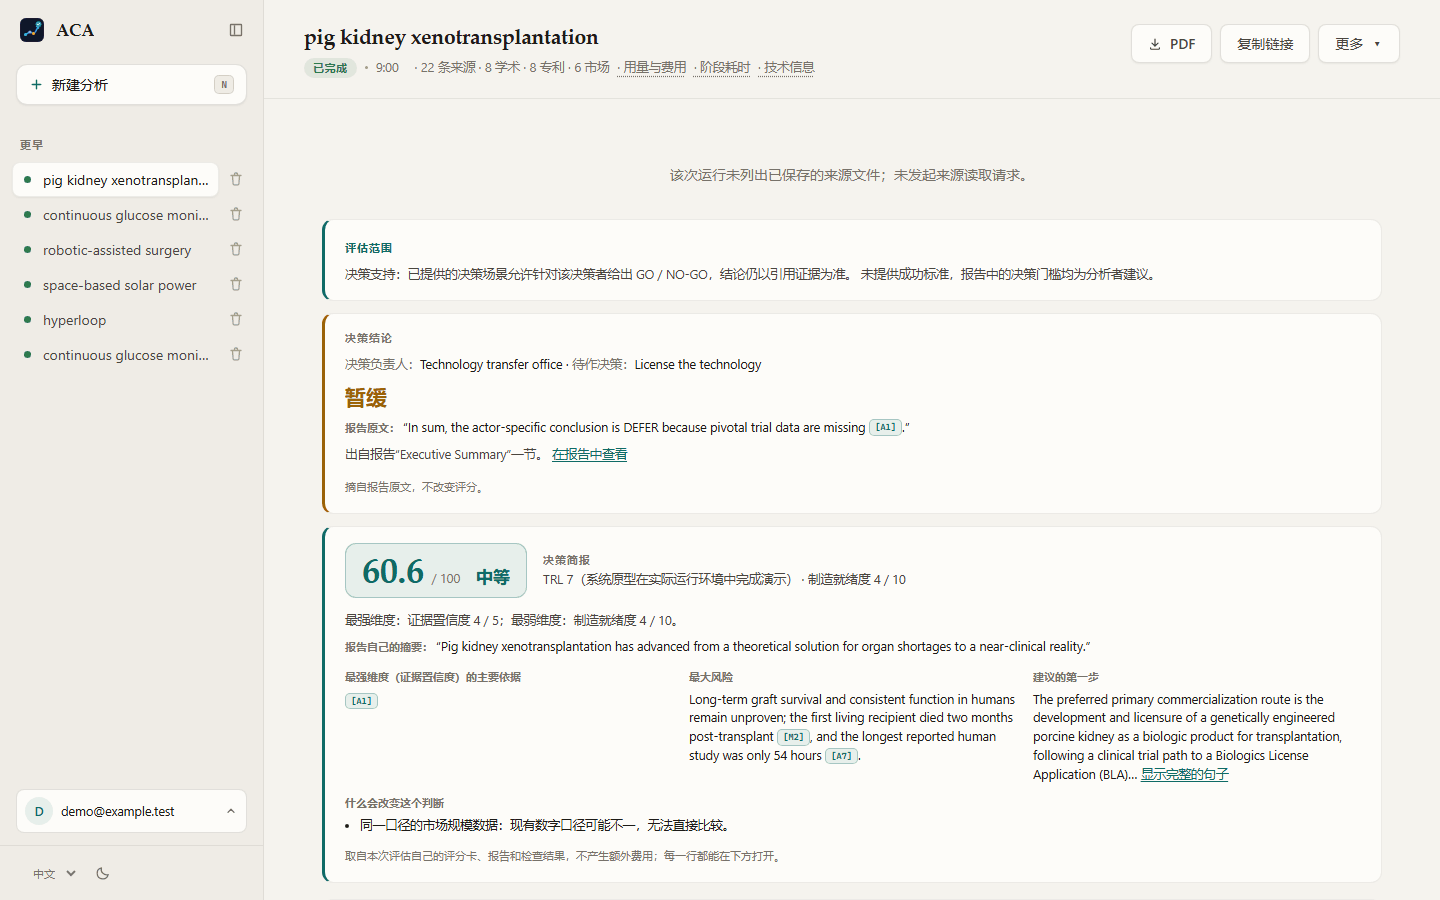 ACA
新建分析
N
更早
pig kidney xenotransplan...
continuous glucose moni...
robotic-assisted surgery
space-based solar power
hyperloop
continuous glucose moni...
D
demo@example.test
中文
pig kidney xenotransplantation
已完成 • 9:00 · 22 条来源 · 8 学术 · 8 专利 · 6 市场 · 用量与费用 · 阶段耗时 · 技术信息
PDF
复制链接
更多
该次运行未列出已保存的来源文件；未发起来源读取请求。
评估范围
决策支持：已提供的决策场景允许针对该决策者给出 GO / NO-GO，结论仍以引用证据为准。 未提供成功标准，报告中的决策门槛均为分析者建议。
决策结论
决策负责人：Technology transfer office · 待作决策：License the technology
暂缓
报告原文： “In sum, the actor-specific conclusion is DEFER because pivotal trial data are missing [A1].”
出自报告“Executive Summary”一节。 在报告中查看
摘自报告原文，不改变评分。
60.6 / 100 中等
决策简报
TRL 7（系统原型在实际运行环境中完成演示） · 制造就绪度 4 / 10
最强维度：证据置信度 4 / 5；最弱维度：制造就绪度 4 / 10。
报告自己的摘要： “Pig kidney xenotransplantation has advanced from a theoretical solution for organ shortages to a near-clinical reality.”
最强维度（证据置信度）的主要依据
[A1]
最大风险
Long-term graft survival and consistent function in humans
remain unproven; the first living recipient died two months
post-transplant [M2], and the longest reported human
study was only 54 hours [A7].
建议的第一步
The preferred primary commercialization route is the
development and licensure of a genetically engineered
porcine kidney as a biologic product for transplantation,
following a clinical trial path to a Biologics License
Application (BLA)... 显示完整的句子
什么会改变这个判断
• 同一口径的市场规模数据：现有数字口径可能不一，无法直接比较。
取自本次评估自己的评分卡、报告和检查结果，不产生额外费用；每一行都能在下方打开。